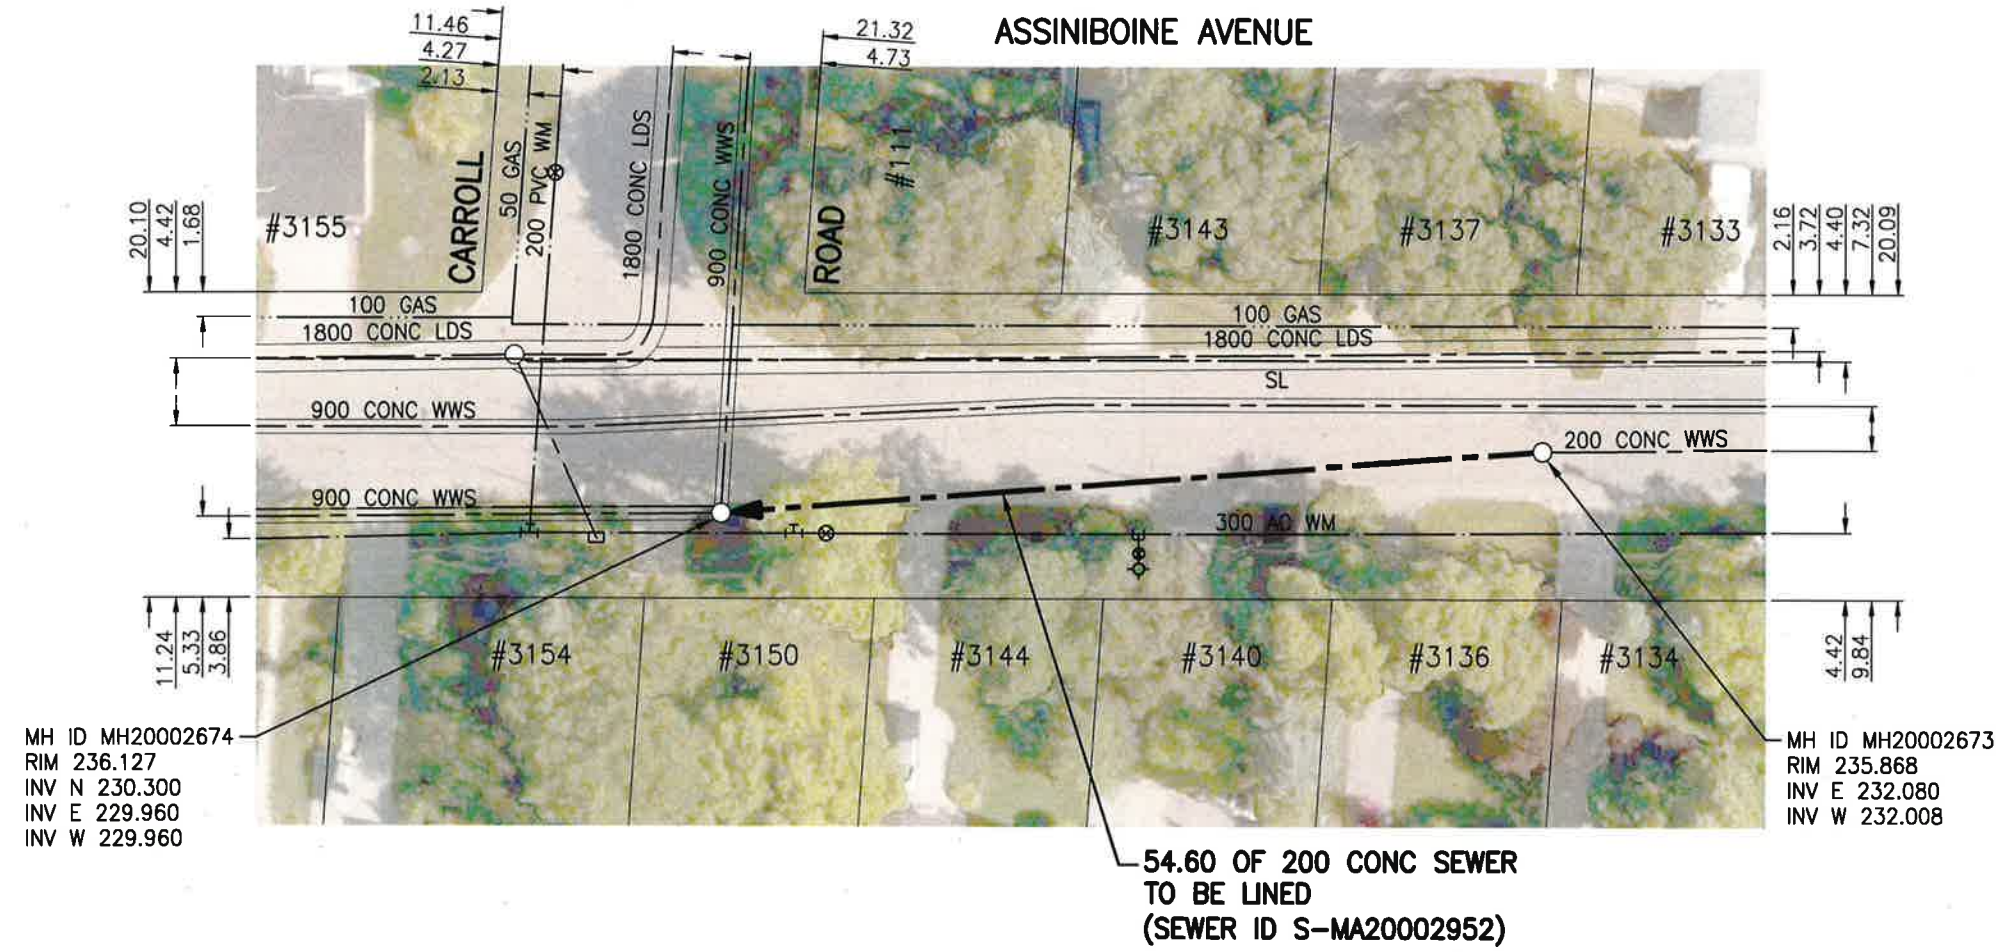 ASSINIBOINE AVENUE
11.46
4.27
2.13
21.32
4.73
CARROLL
50 GAS
200 PVC WM
1800 CONC LDS
900 CONC WWS
ROAD
#111
#3155
#3143
#3137
#3133
20.10
4.42
1.68
2.16
3.72
4.40
7.32
20.09
100 GAS
1800 CONC LDS
100 GAS
1800 CONC LDS
SL
900 CONC WWS
200 CONC WWS
900 CONC WWS
300 AC WM
11.24
5.33
3.86
#3154
#3150
#3144
#3140
#3136
#3134
4.42
9.84
MH ID MH20002674
RIM 236.127
INV N 230.300
INV E 229.960
INV W 229.960
MH ID MH20002673
RIM 235.868
INV E 232.080
INV W 232.008
54.60 OF 200 CONC SEWER
TO BE LINED
(SEWER ID S-MA20002952)